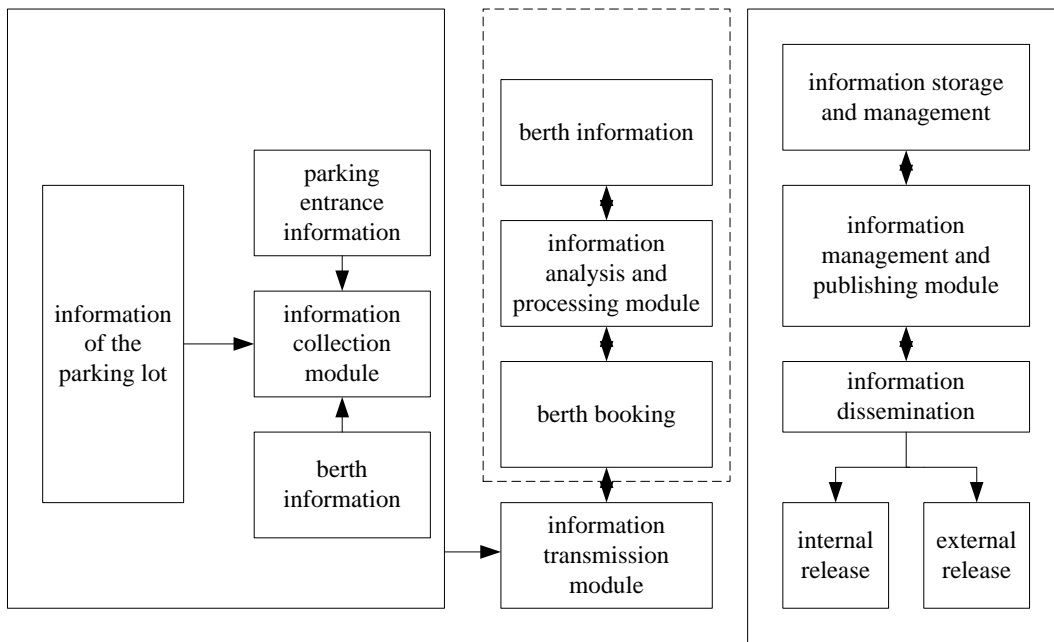 information
of the
parking lot
parking
entrance
information
information
collection
module
berth
information
berth information
information
analysis and
processing module
berth booking
information
transmission
module
information storage
and management
information
management and
publishing module
information
dissemination
internal
release
external
release